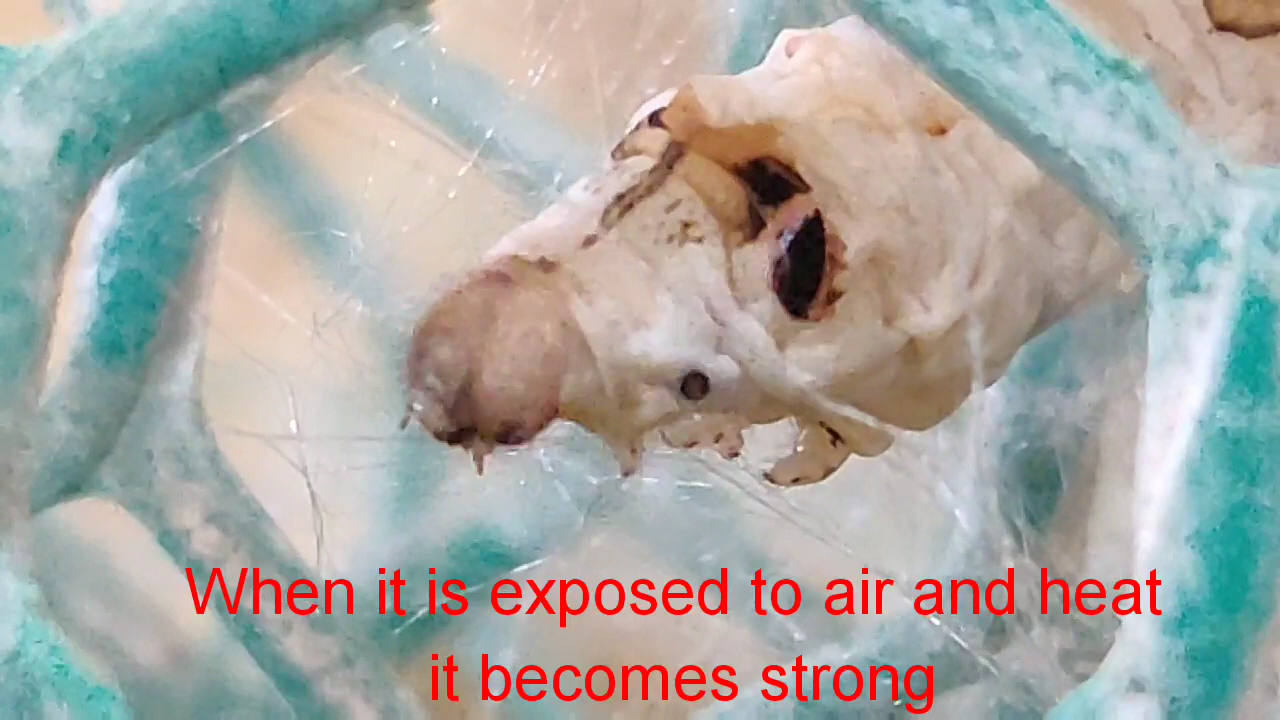 When it is exposed to air and heat
it becomes strong